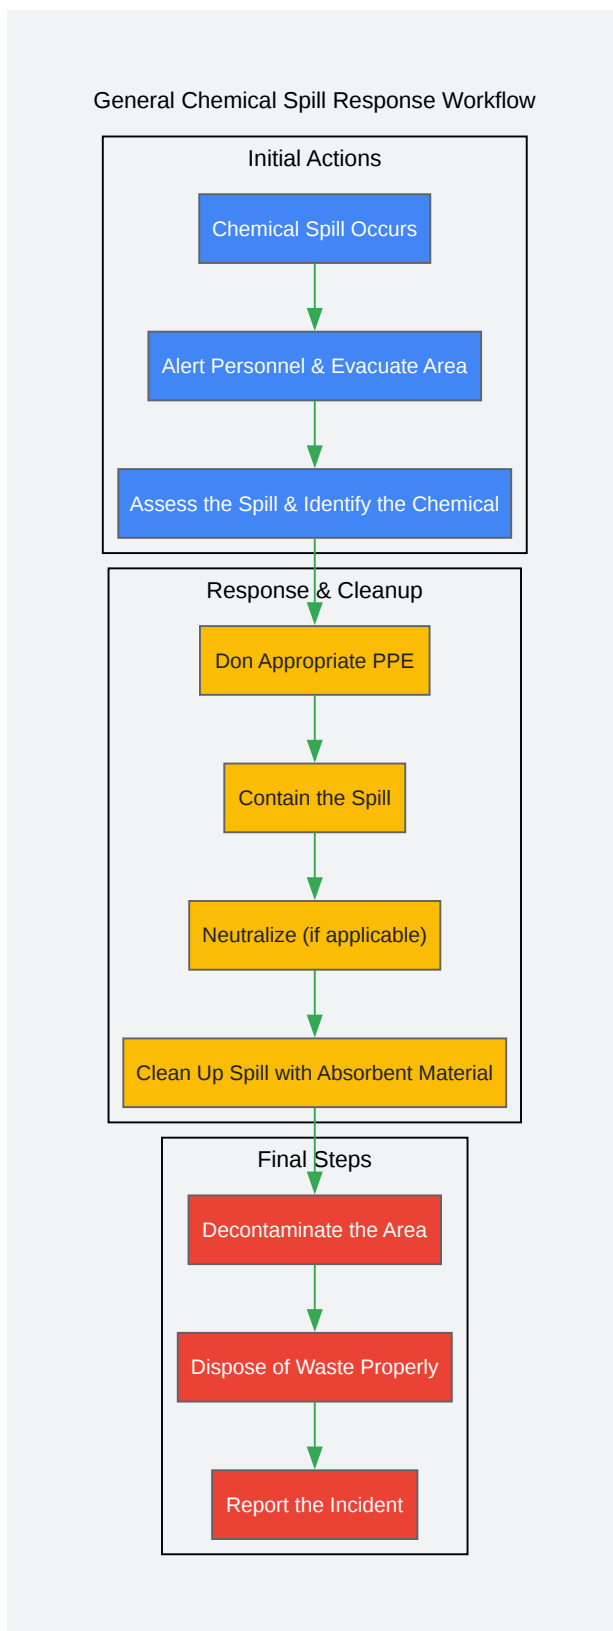 General Chemical Spill Response Workflow
Initial Actions
Chemical Spill Occurs
Alert Personnel & Evacuate Area
Assess the Spill & Identify the Chemical
Response & Cleanup
Don Appropriate PPE
Contain the Spill
Neutralize (if applicable)
Clean Up Spill with Absorbent Material
Final Steps
Decontaminate the Area
Dispose of Waste Properly
Report the Incident